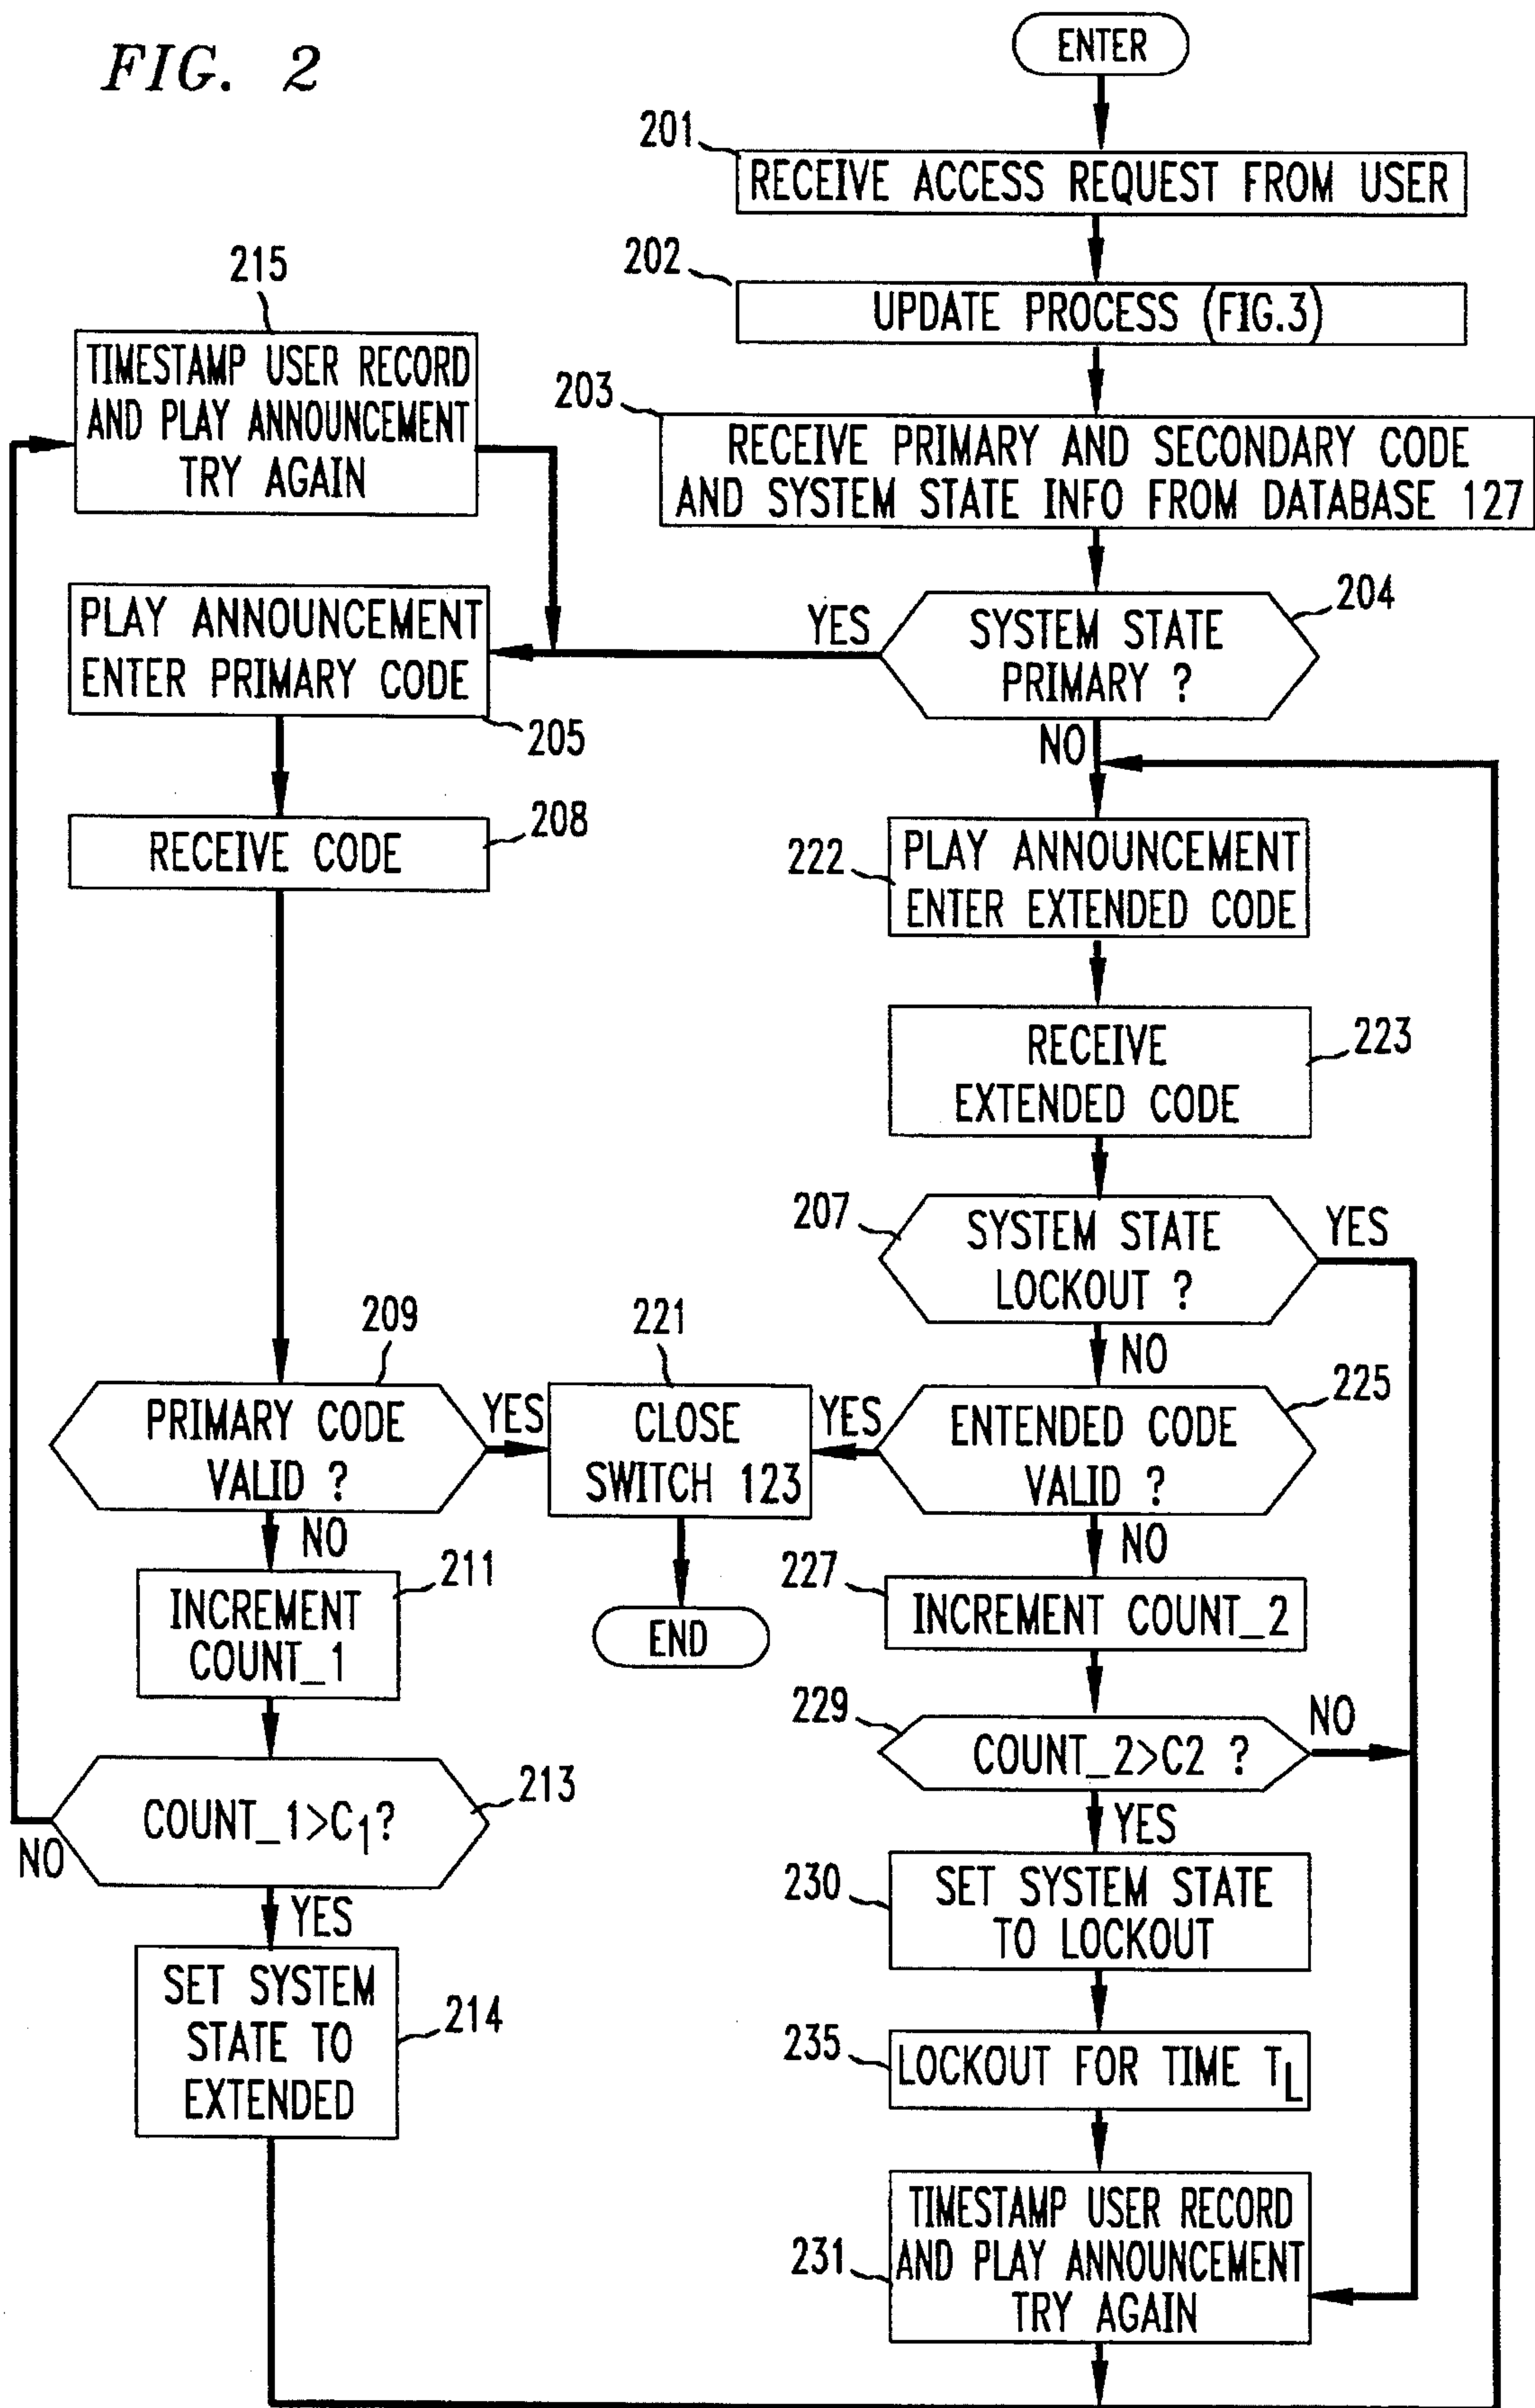 FIG. 2
ENTER
201
RECEIVE ACCESS REQUEST FROM USER
202
UPDATE PROCESS (FIG.3)
215
TIMESTAMP USER RECORD
AND PLAY ANNOUNCEMENT
TRY AGAIN
203
RECEIVE PRIMARY AND SECONDARY CODE
AND SYSTEM STATE INFO FROM DATABASE 127
204
SYSTEM STATE
PRIMARY ?
YES
NO
PLAY ANNOUNCEMENT
ENTER PRIMARY CODE
205
RECEIVE CODE
208
222
PLAY ANNOUNCEMENT
ENTER EXTENDED CODE
RECEIVE
EXTENDED CODE
223
207
SYSTEM STATE
LOCKOUT ?
YES
NO
209
PRIMARY CODE
VALID ?
YES
NO
221
CLOSE
SWITCH 123
END
225
ENTENDED CODE
VALID ?
YES
NO
211
INCREMENT
COUNT_1
227
INCREMENT COUNT_2
213
COUNT_1>C1?
NO
YES
229
COUNT_2>C2 ?
NO
YES
SET SYSTEM
STATE TO
EXTENDED
214
230
SET SYSTEM STATE
TO LOCKOUT
235
LOCKOUT FOR TIME TL
231
TIMESTAMP USER RECORD
AND PLAY ANNOUNCEMENT
TRY AGAIN